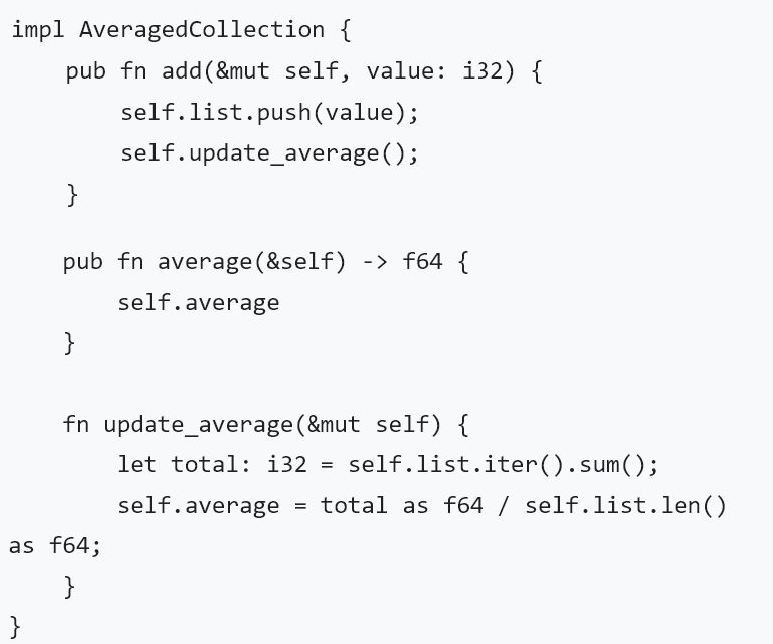 impl AveragedCollection {
    pub fn add(&mut self, value: i32) {
        self.list.push(value);
        self.update_average();
    }

    pub fn average(&self) -> f64 {
        self.average
    }

    fn update_average(&mut self) {
        let total: i32 = self.list.iter().sum();
        self.average = total as f64 / self.list.len()
as f64;
    }
}